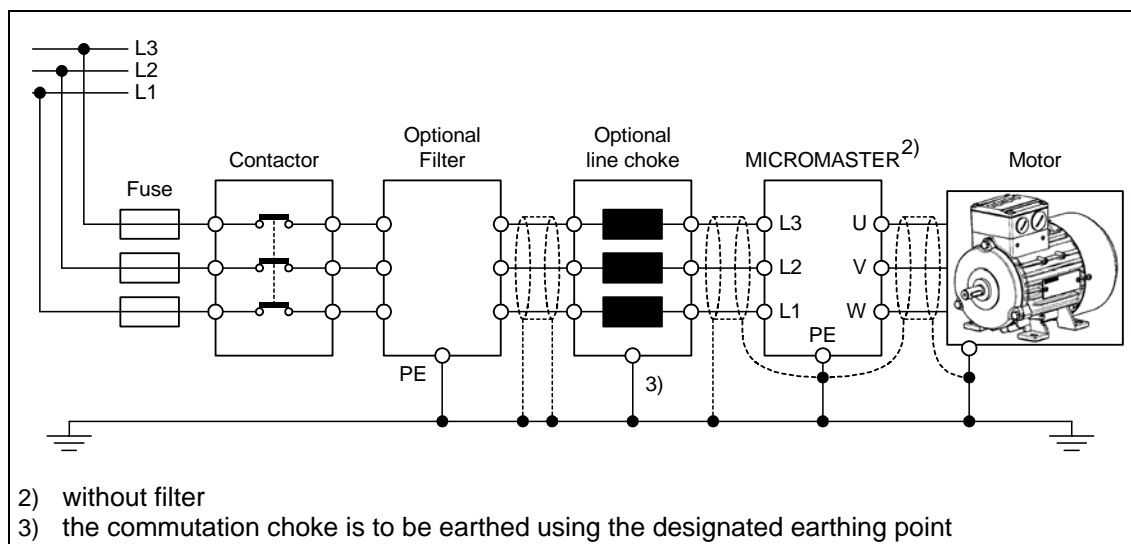 L3
L2
L1
Optional
Filter
Optional
line choke
Contactor
MICROMASTER2)
Motor
Fuse
L3
U
L2
V
L1
W
PE
PE
3)
2) without filter
3) the commutation choke is to be earthed using the designated earthing point